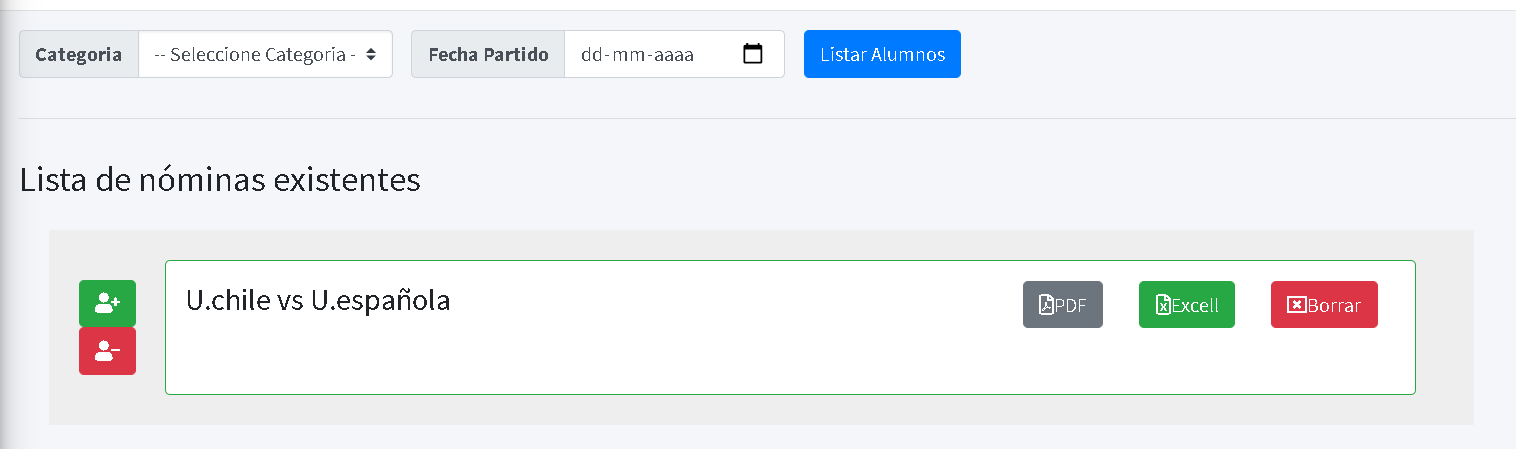 Categoria -- Seleccione Categoria - Fecha Partido dd-mm-aaaa Listar Alumnos
Lista de nóminas existentes
U.chile vs U.española PDF Excell Borrar